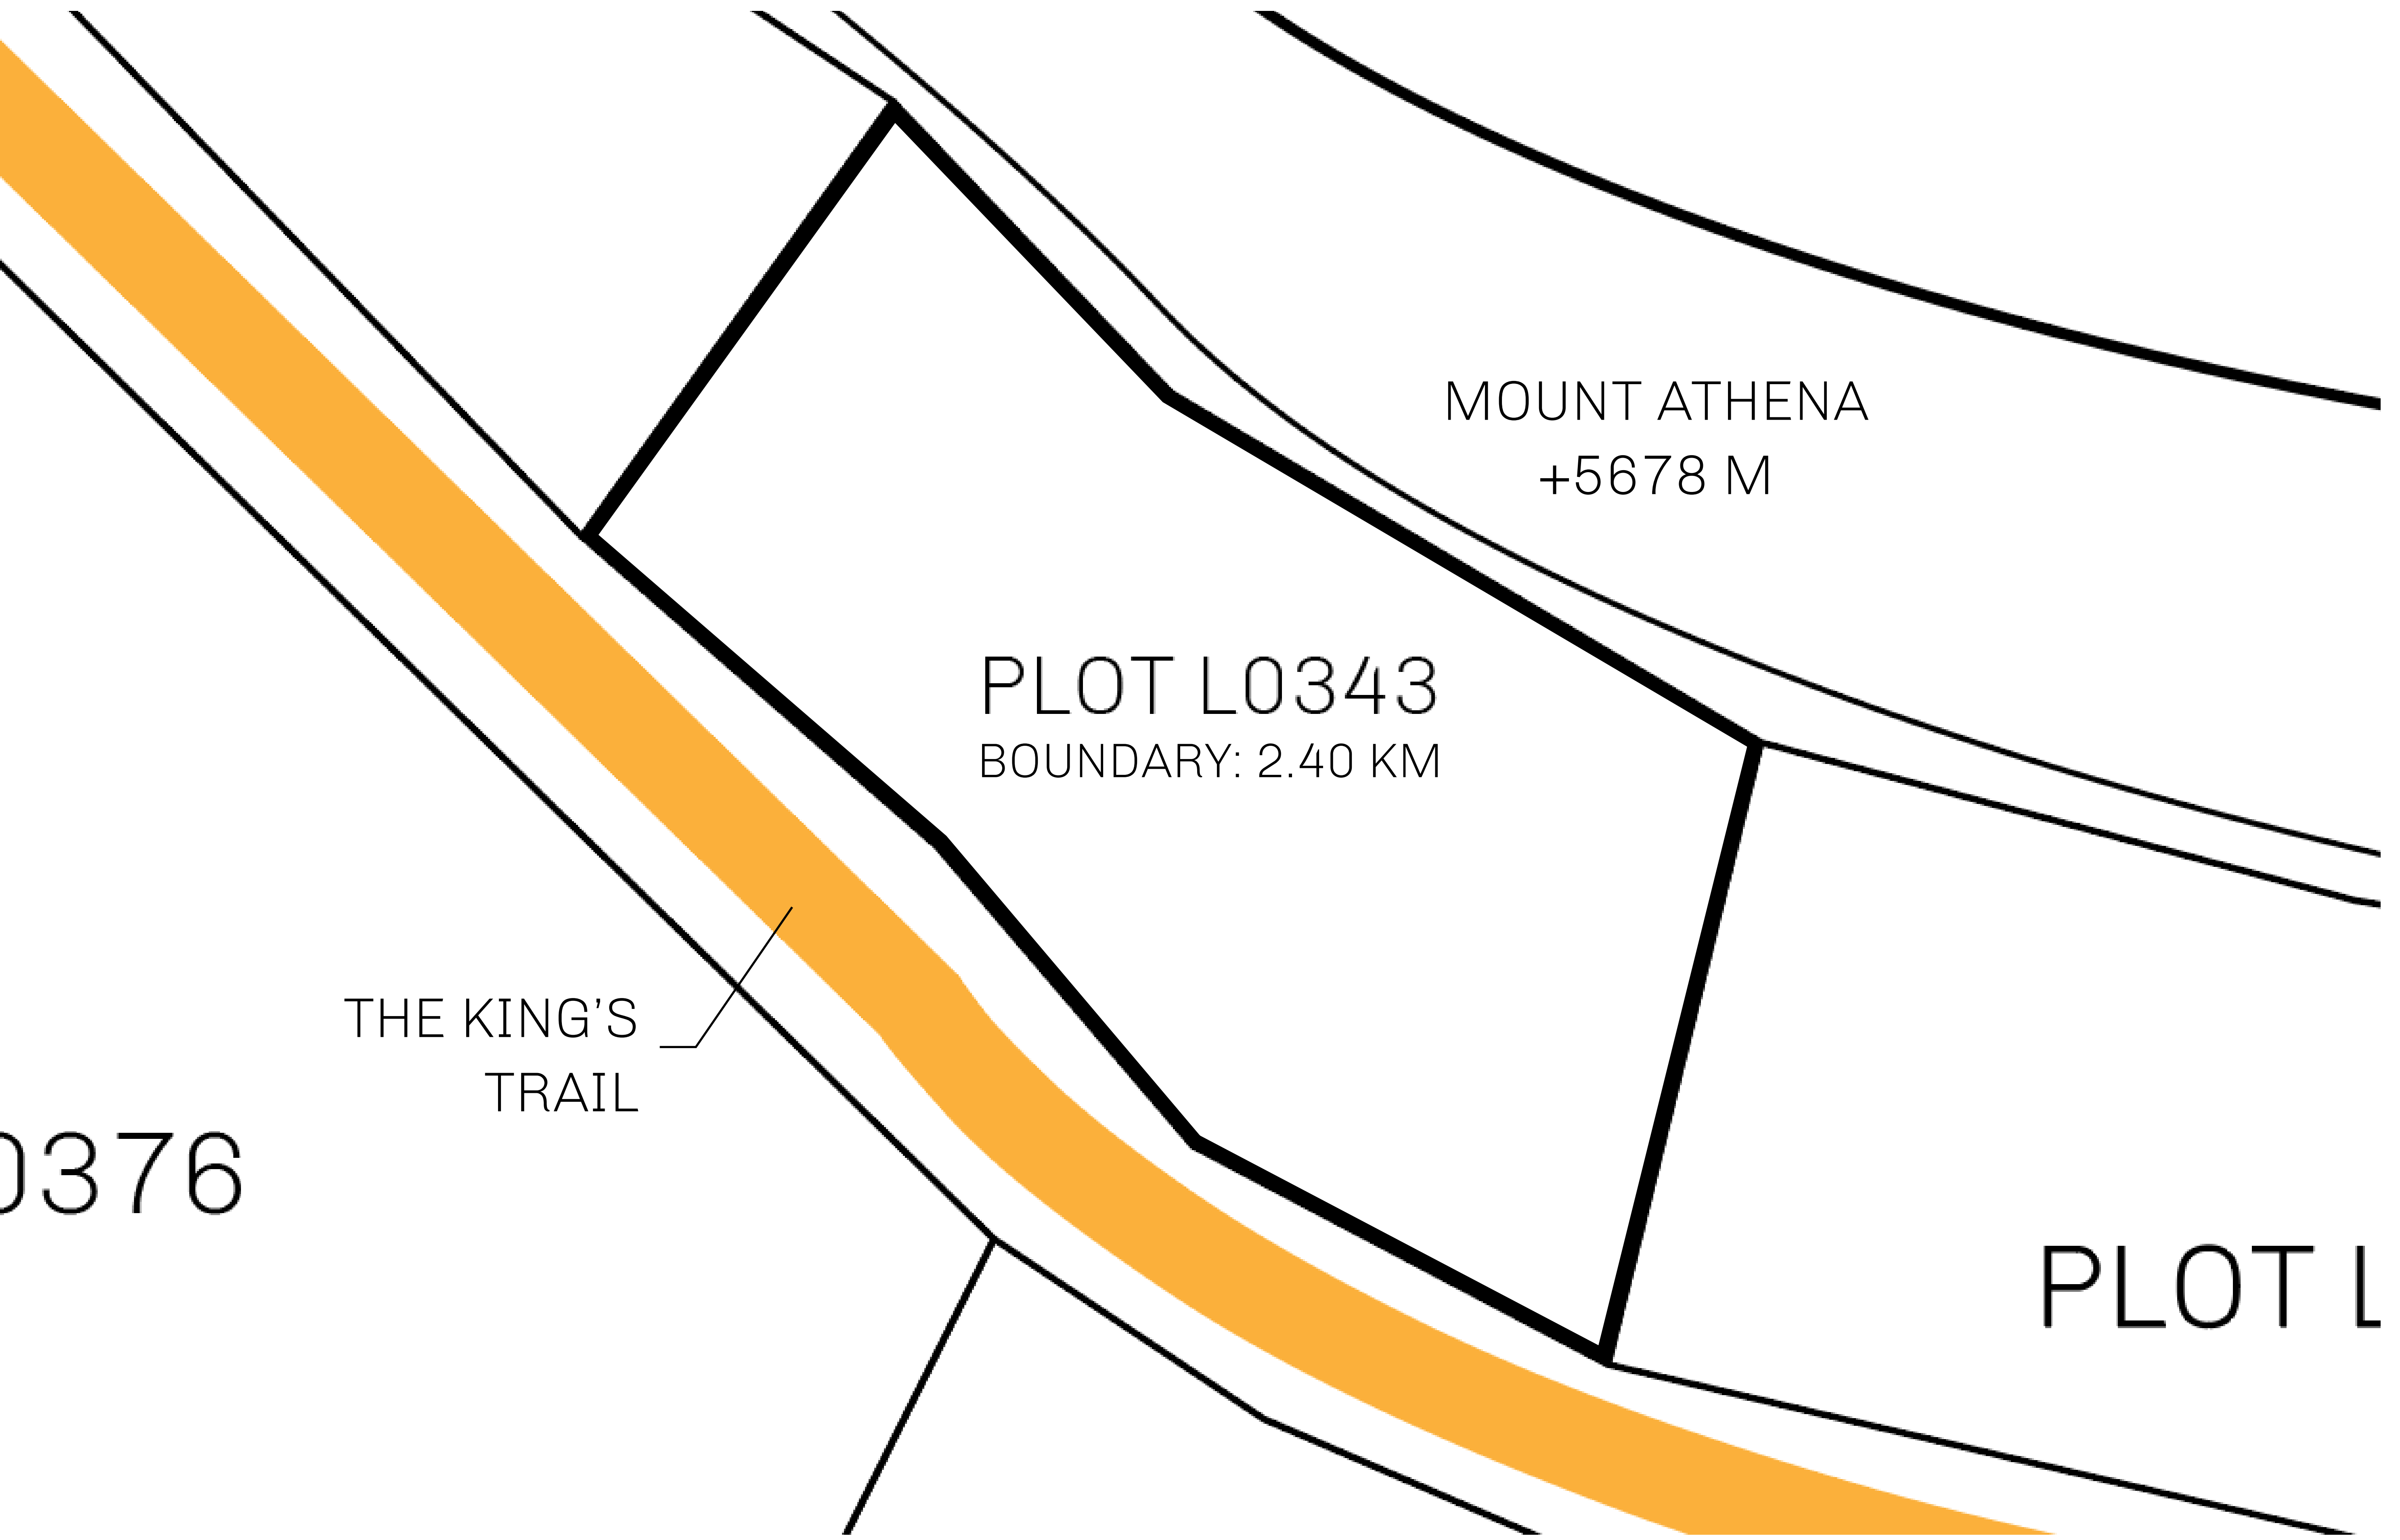 MOUNT ATHENA
+5678 M
PLOT L0343
BOUNDARY: 2.40 KM
THE KING'S
TRAIL
0376
PLOT L